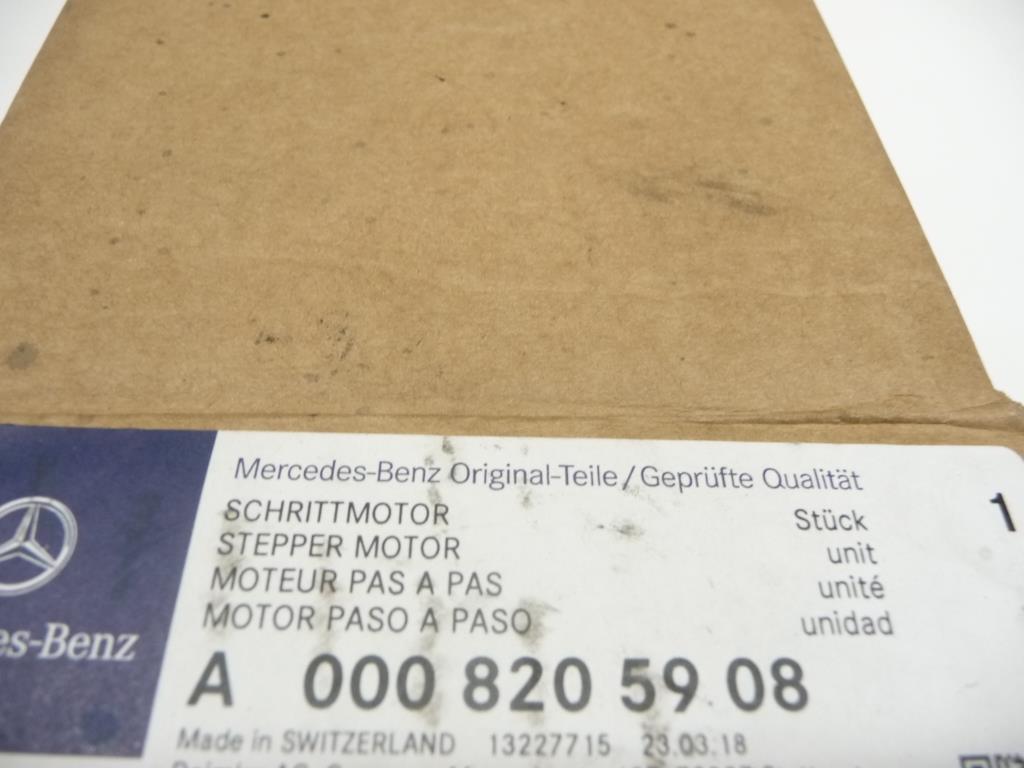 Mercedes-Benz Original-Teile/Geprüfte Qualität
SCHRITTMOTOR Stück 1
STEPPER MOTOR unit
MOTEUR PAS A PAS unité
MOTOR PASO A PASO unidad
es-Benz
A 000 820 59 08
Made in SWITZERLAND 13227715 23.03.18